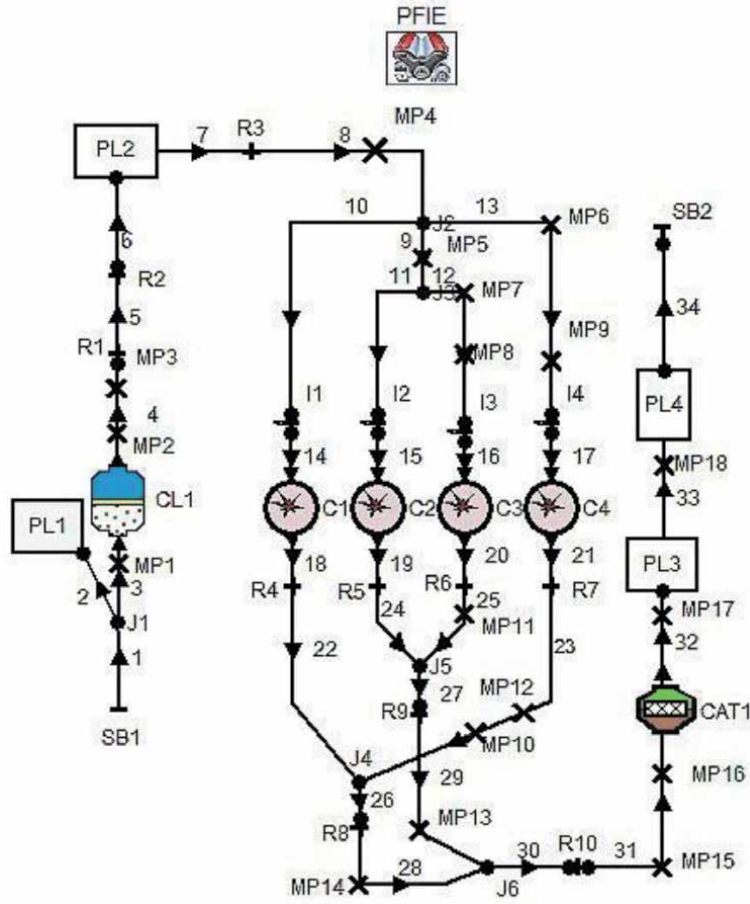 PFIE
MP4
PL2
7
R3
8
10
J2
13
MP6
SB2
9
MP5
6
11
12
J3
MP7
R2
34
5
R1
MP3
MP8
MP9
4
I1
I2
I3
I4
PL4
MP2
14
15
16
17
MP18
33
CL1
PL1
C1
C2
C3
C4
MP1
18
19
20
21
PL3
2
3
R4
R5
R6
R7
24
25
MP17
J1
MP11
22
23
32
1
J5
27
MP12
R9
CAT1
SB1
MP10
J4
29
MP16
26
R8
MP13
30
R10
31
MP15
28
MP14
J6